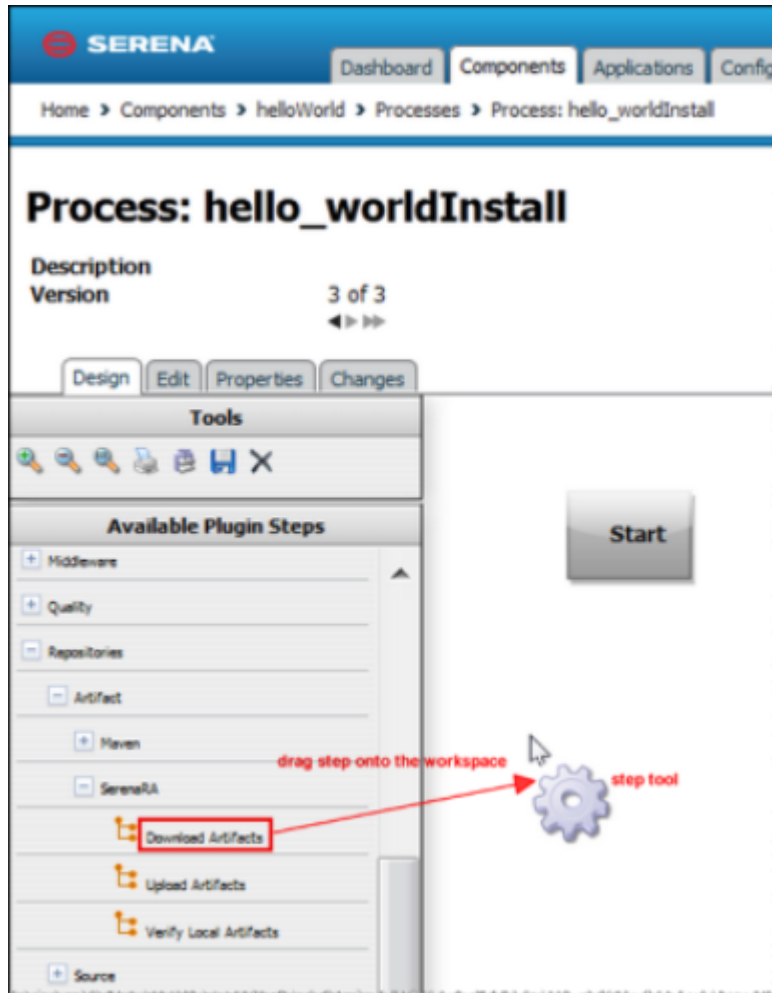 SERENA
Dashboard Components Applications
Home > Components > helloWorld > Processes > Process: hello_worldInstall
Process: hello_worldInstall
Description
Version 3 of 3
Design Edit Properties Changes
Tools
Available Plugin Steps
Start
Middleware
Quality
Repositories
Artifact
Maven
drag step onto the workspace
SerenaRA
step tool
Download Artifacts
Upload Artifacts
Verify Local Artifacts
Source